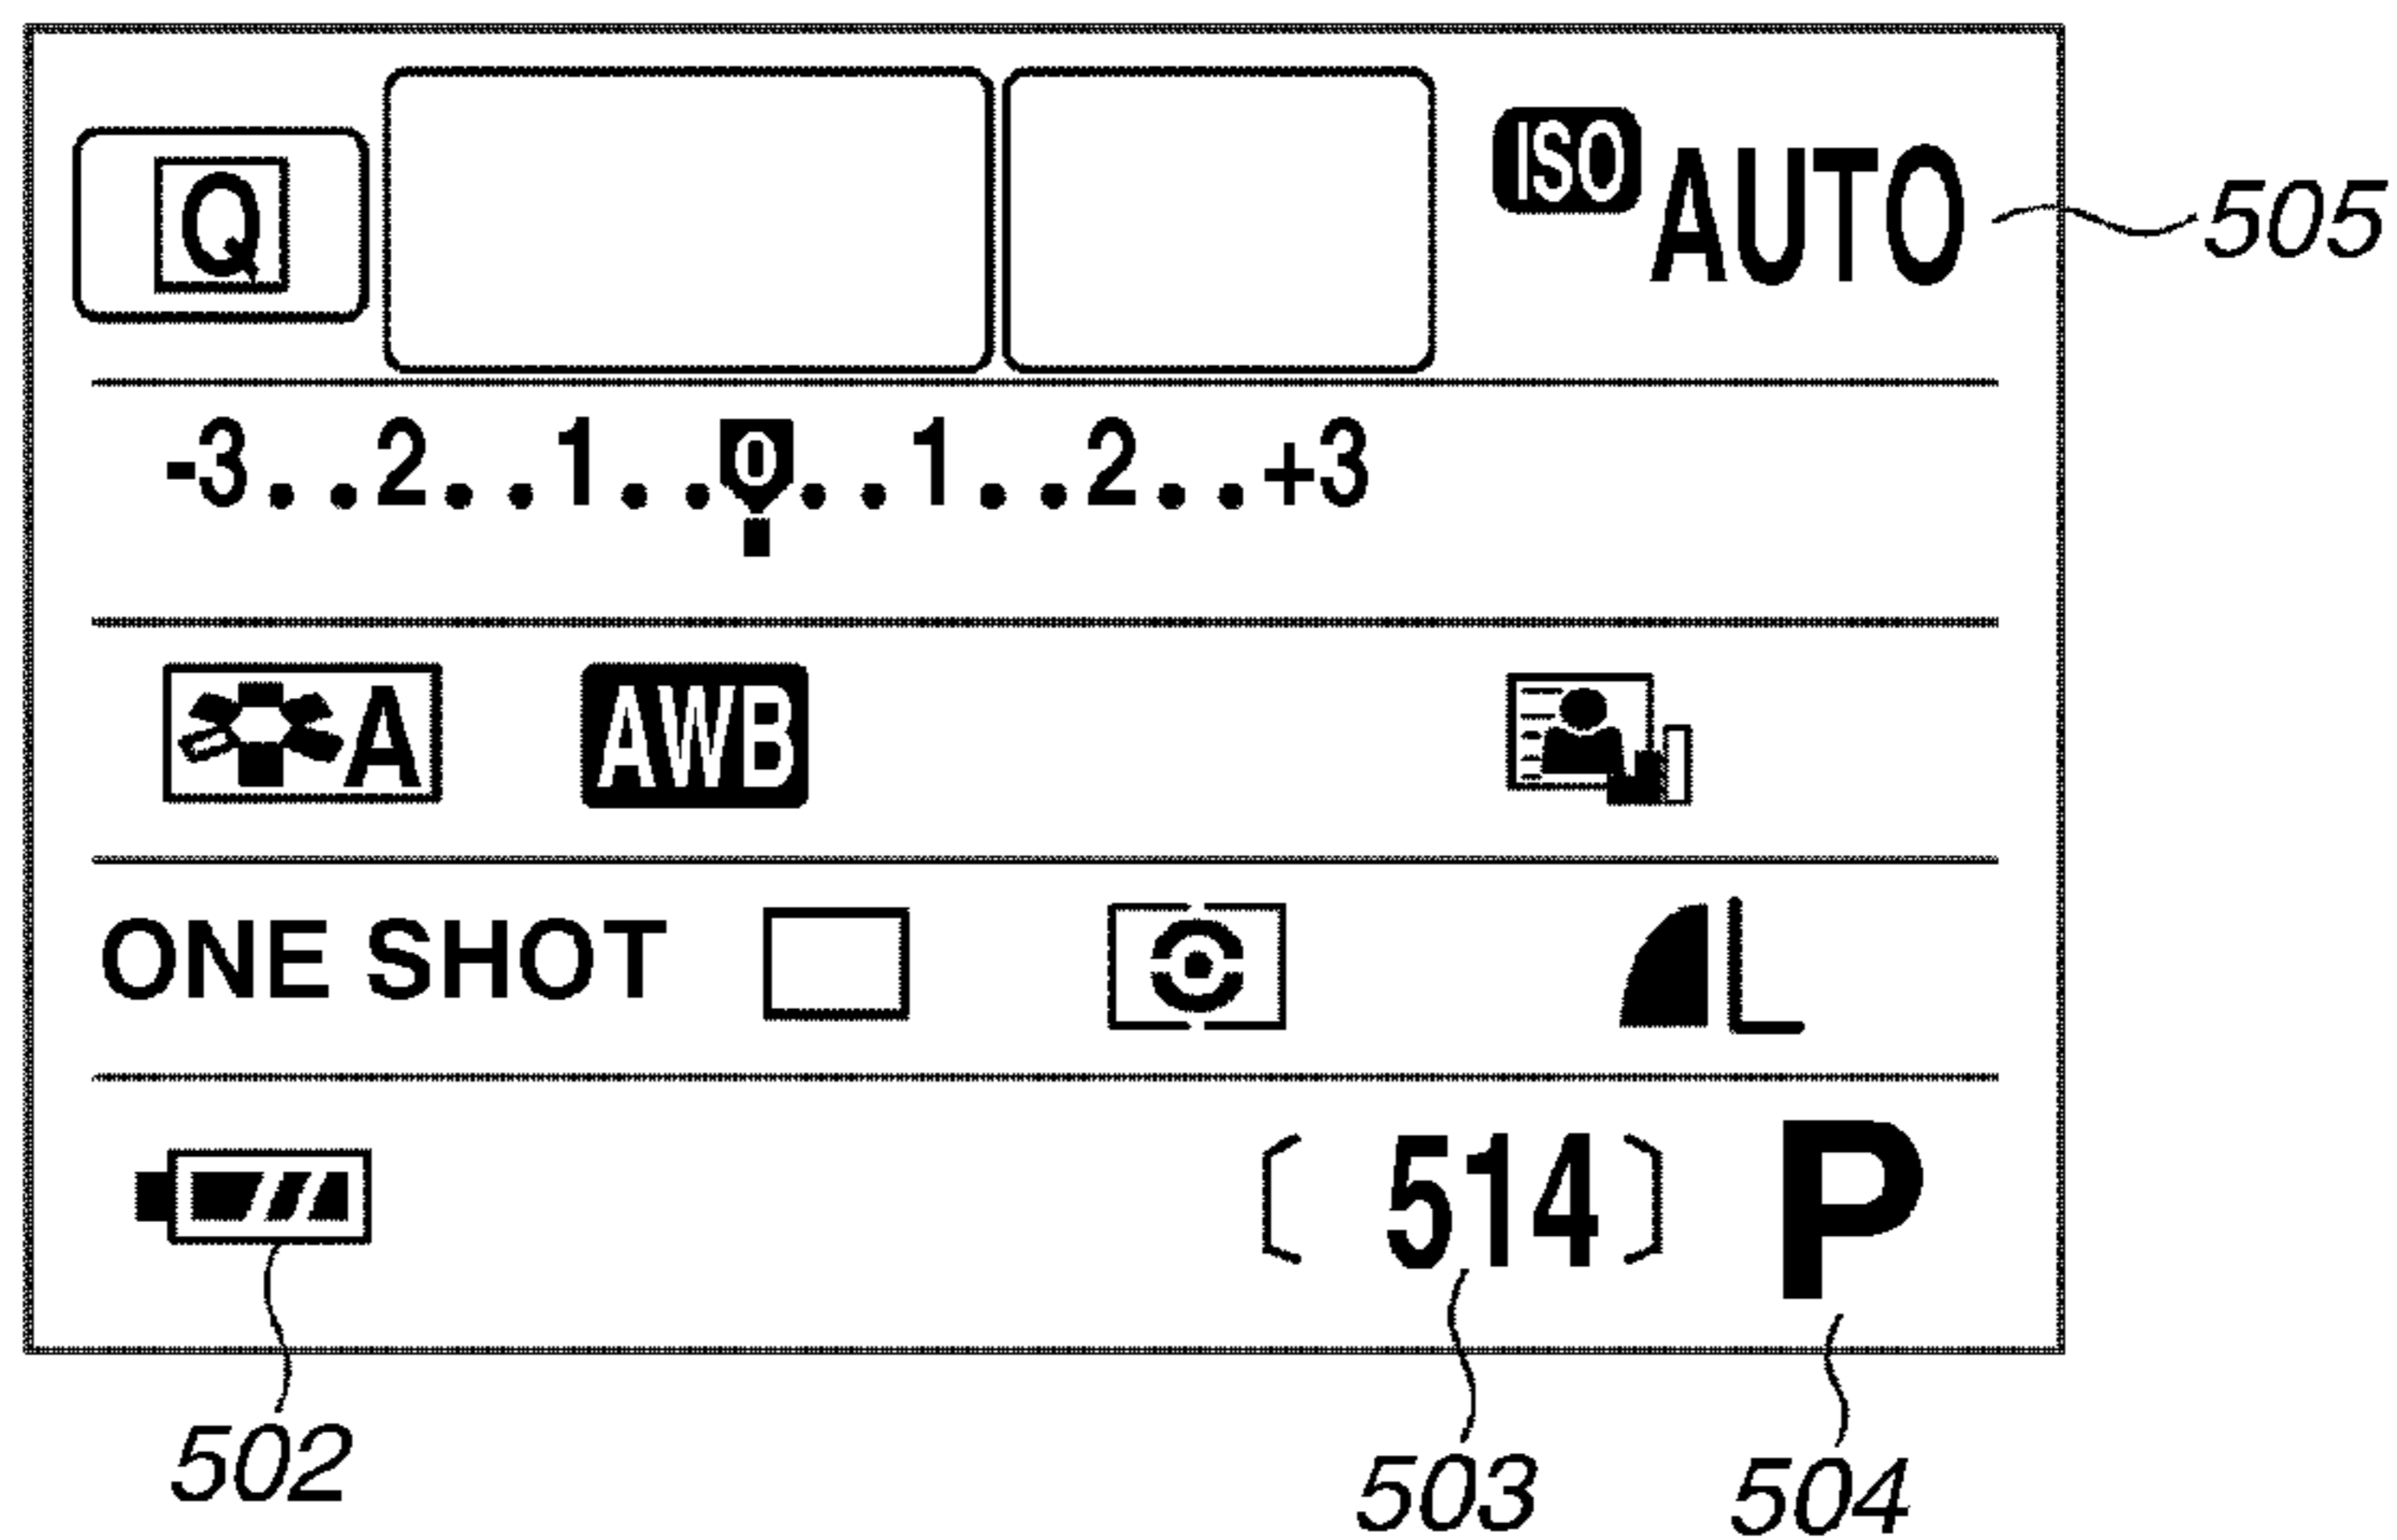 Q
ISO AUTO
505
-3..2..1..0..1..2..+3
A AWB
ONE SHOT L
[ 514] P
502 503 504